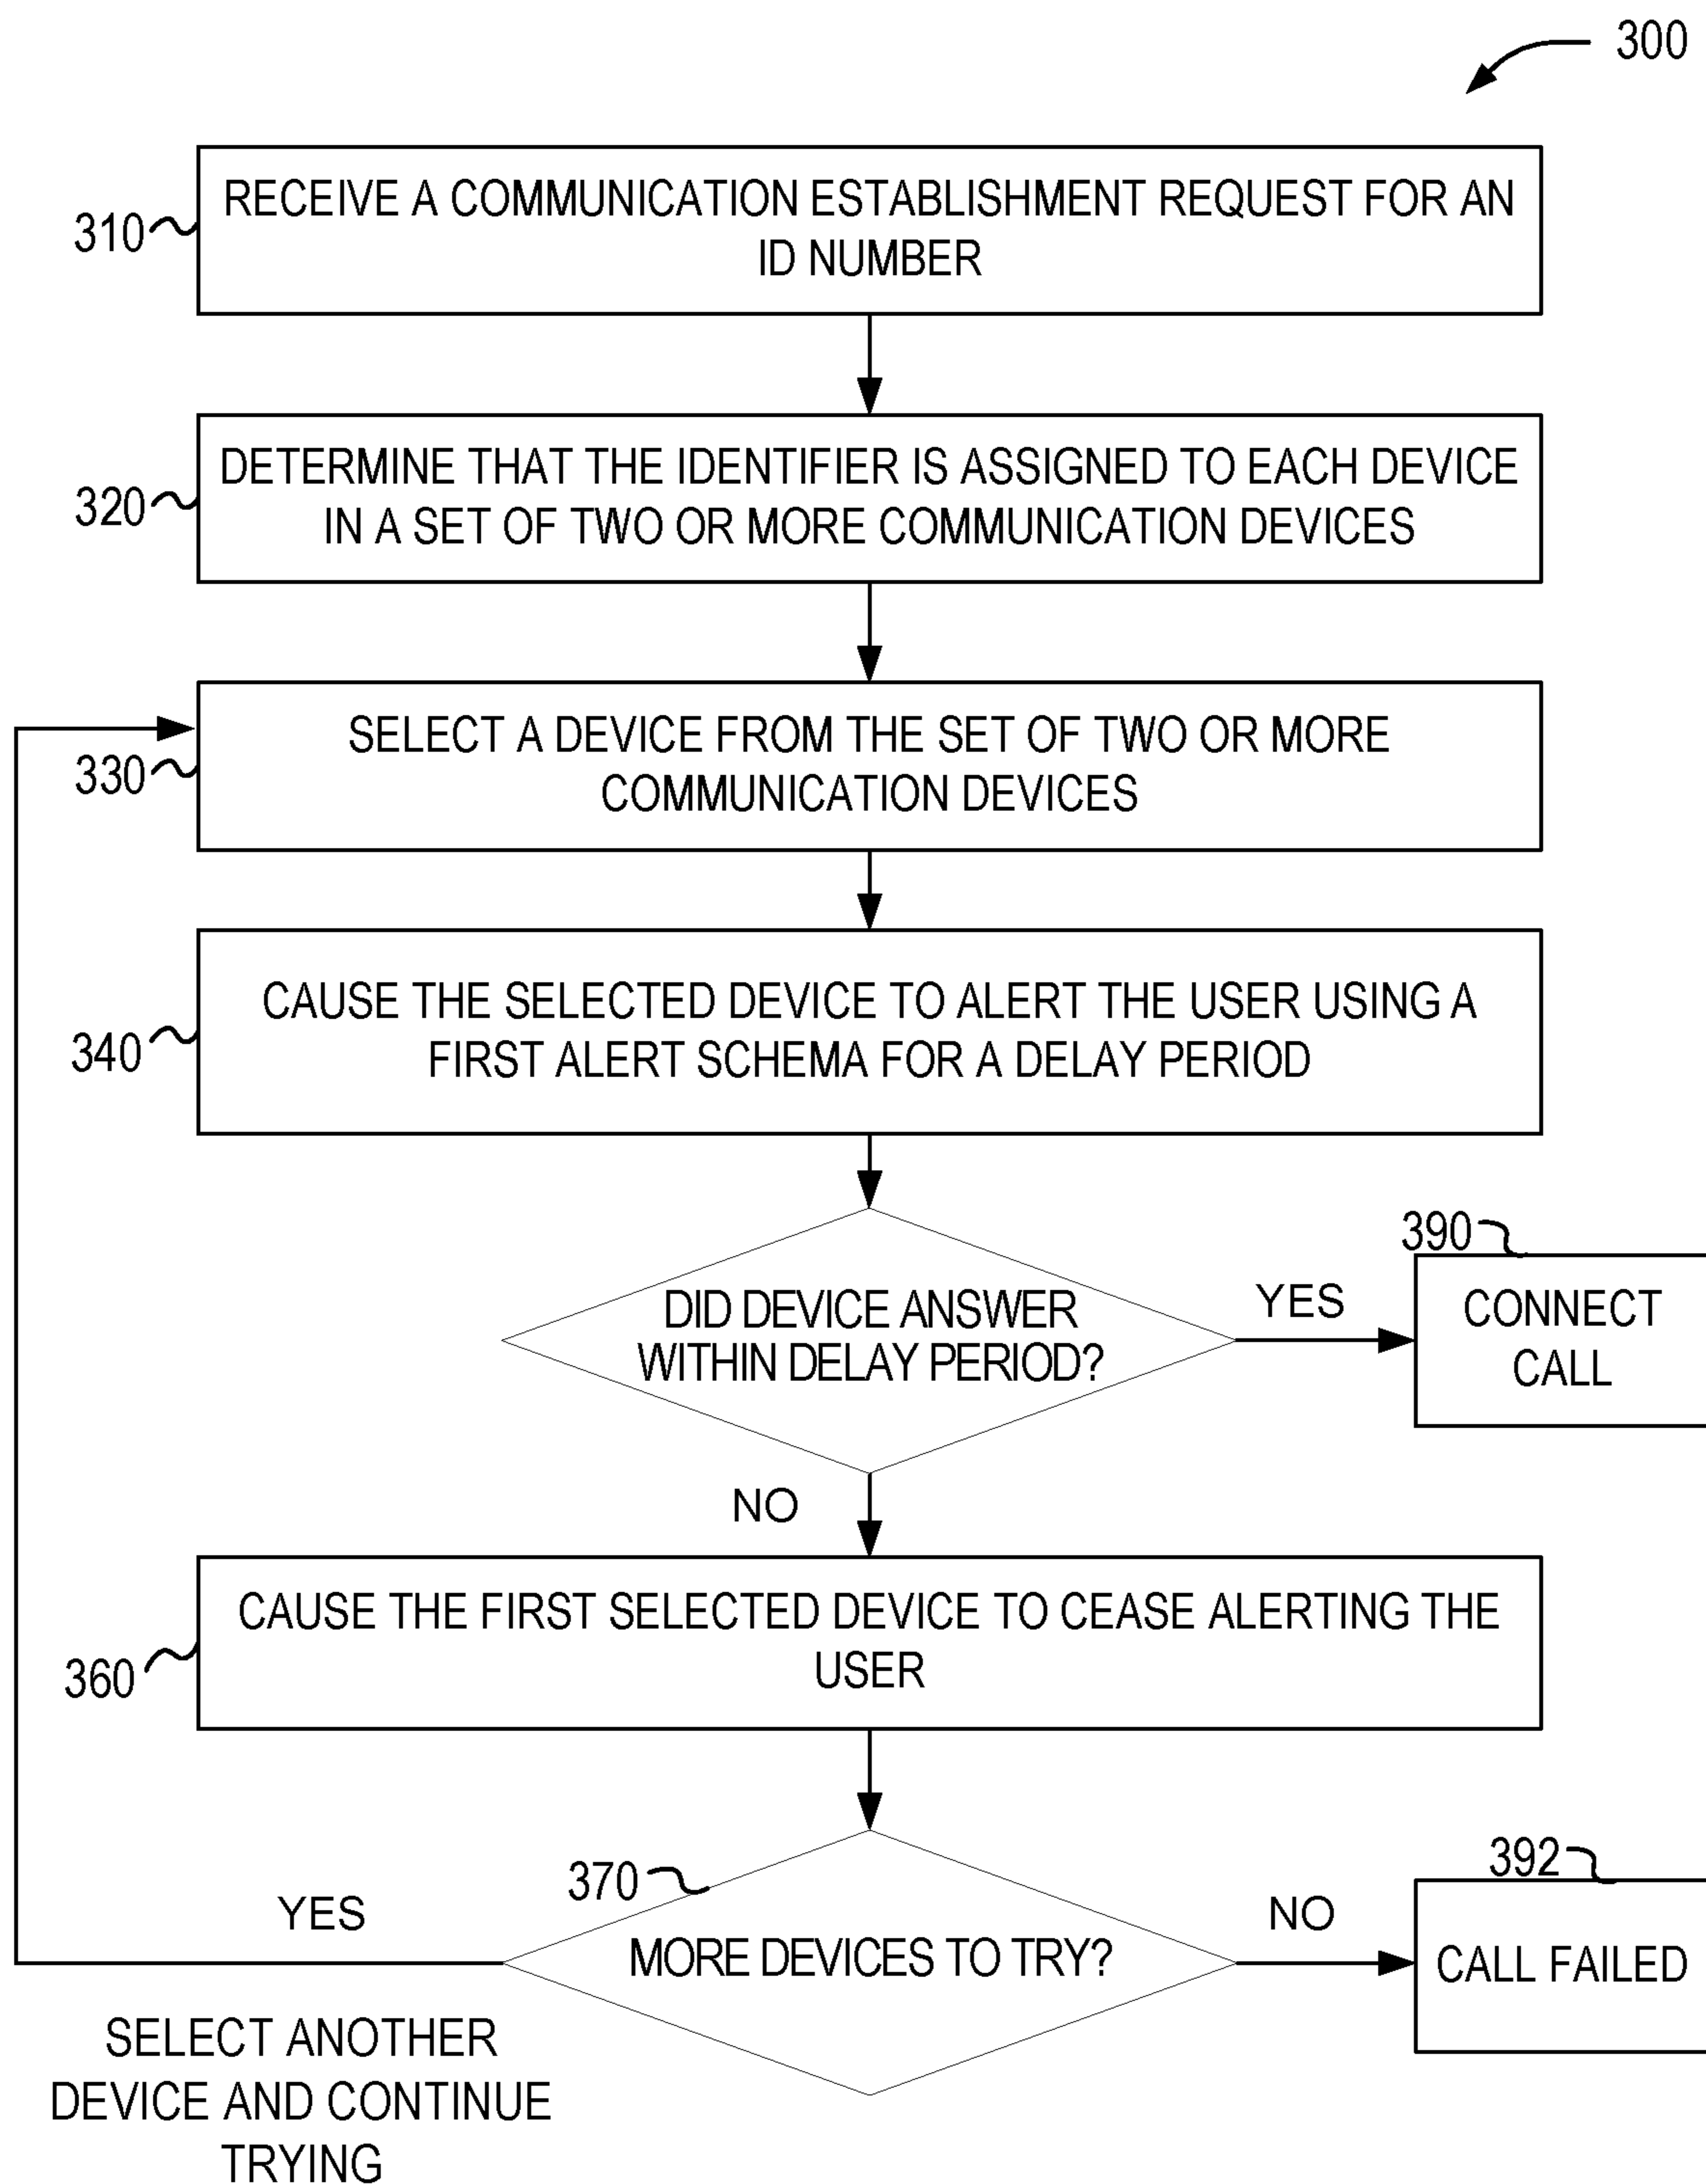 300
310
RECEIVE A COMMUNICATION ESTABLISHMENT REQUEST FOR AN
ID NUMBER
320
DETERMINE THAT THE IDENTIFIER IS ASSIGNED TO EACH DEVICE
IN A SET OF TWO OR MORE COMMUNICATION DEVICES
330
SELECT A DEVICE FROM THE SET OF TWO OR MORE
COMMUNICATION DEVICES
340
CAUSE THE SELECTED DEVICE TO ALERT THE USER USING A
FIRST ALERT SCHEMA FOR A DELAY PERIOD
DID DEVICE ANSWER
WITHIN DELAY PERIOD?
YES
390
CONNECT
CALL
NO
360
CAUSE THE FIRST SELECTED DEVICE TO CEASE ALERTING THE
USER
370
MORE DEVICES TO TRY?
NO
392
CALL FAILED
YES
SELECT ANOTHER
DEVICE AND CONTINUE
TRYING